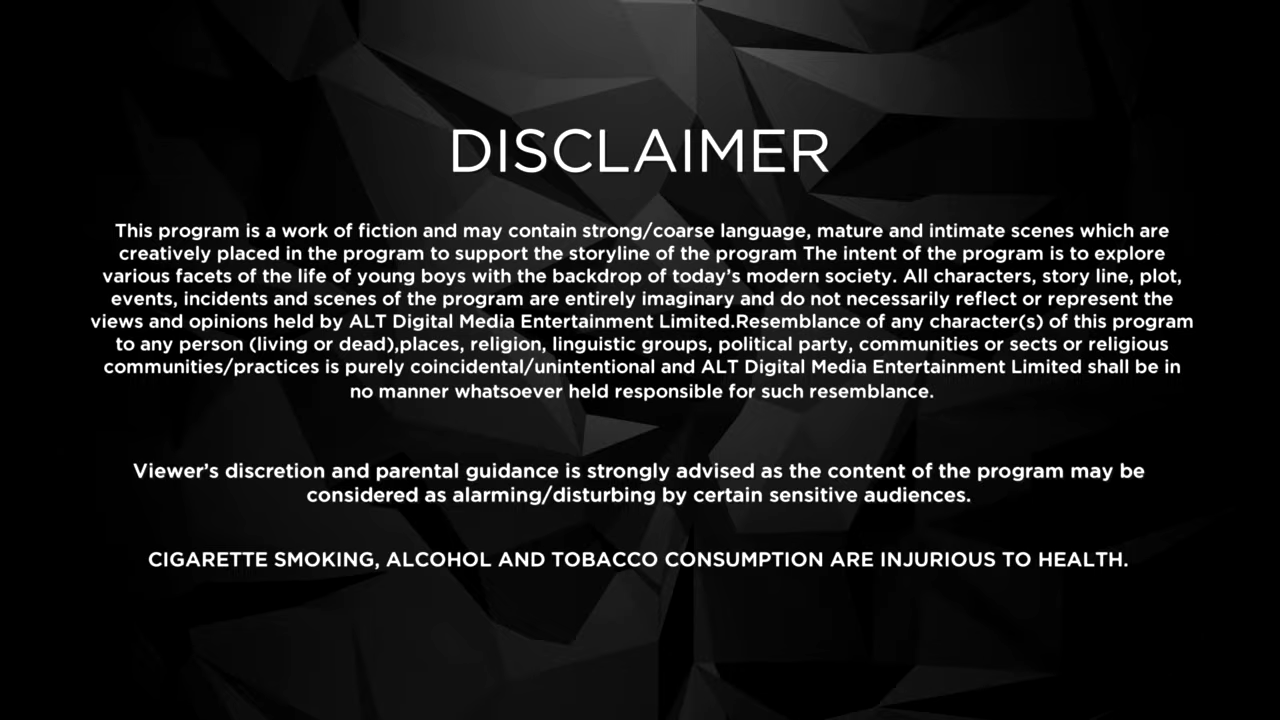 DISCLAIMER
This program is a work of fiction and may contain strong/coarse language, mature and intimate scenes which are
creatively placed in the program to support the storyline of the program The intent of the program is to explore
various facets of the life of young boys with the backdrop of today's modern society. All characters, story line, plot,
events, incidents and scenes of the program are entirely imaginary and do not necessarily reflect or represent the
views and opinions held by ALT Digital Media Entertainment Limited.Resemblance of any character(s) of this program
to any person (living or dead),places, religion, linguistic groups, political party, communities or sects or religious
communities/practices is purely coincidental/unintentional and ALT Digital Media Entertainment Limited shall be in
no manner whatsoever held responsible for such resemblance.
Viewer's discretion and parental guidance is strongly advised as the content of the program may be
considered as alarming/disturbing by certain sensitive audiences.
CIGARETTE SMOKING, ALCOHOL AND TOBACCO CONSUMPTION ARE INJURIOUS TO HEALTH.